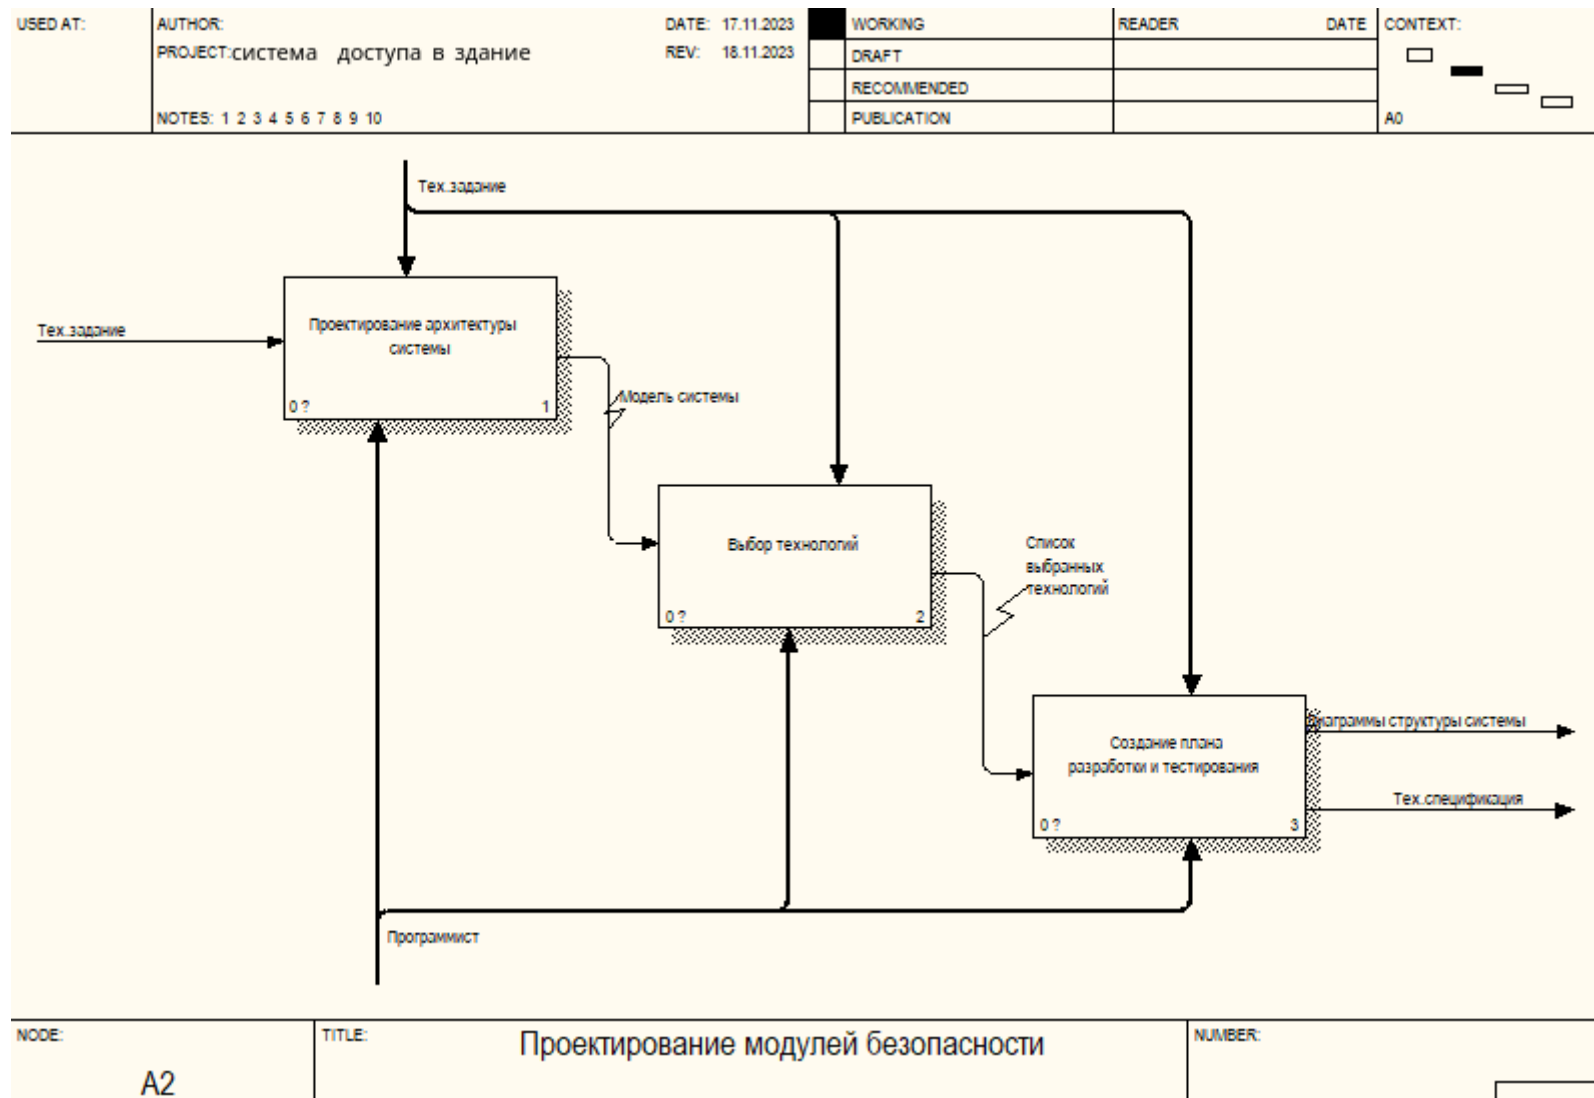 USED AT:
AUTHOR:
DATE: 17.11.2023
WORKING
READER
DATE
CONTEXT:
PROJECT:система доступа в здание
REV: 18.11.2023
DRAFT
RECOMMENDED
NOTES: 1 2 3 4 5 6 7 8 9 10
PUBLICATION
A0
Тех.задание
Тех.задание
Проектирование архитектуры
системы
0 ?
1
Модель системы
Выбор технологий
0 ?
2
Список
выбранных
технологий
Создание плана
разработки и тестирования
0 ?
3
Диаграммы структуры системы
Тех.спецификация
Программист
NODE:
A2
TITLE:
Проектирование модулей безопасности
NUMBER: